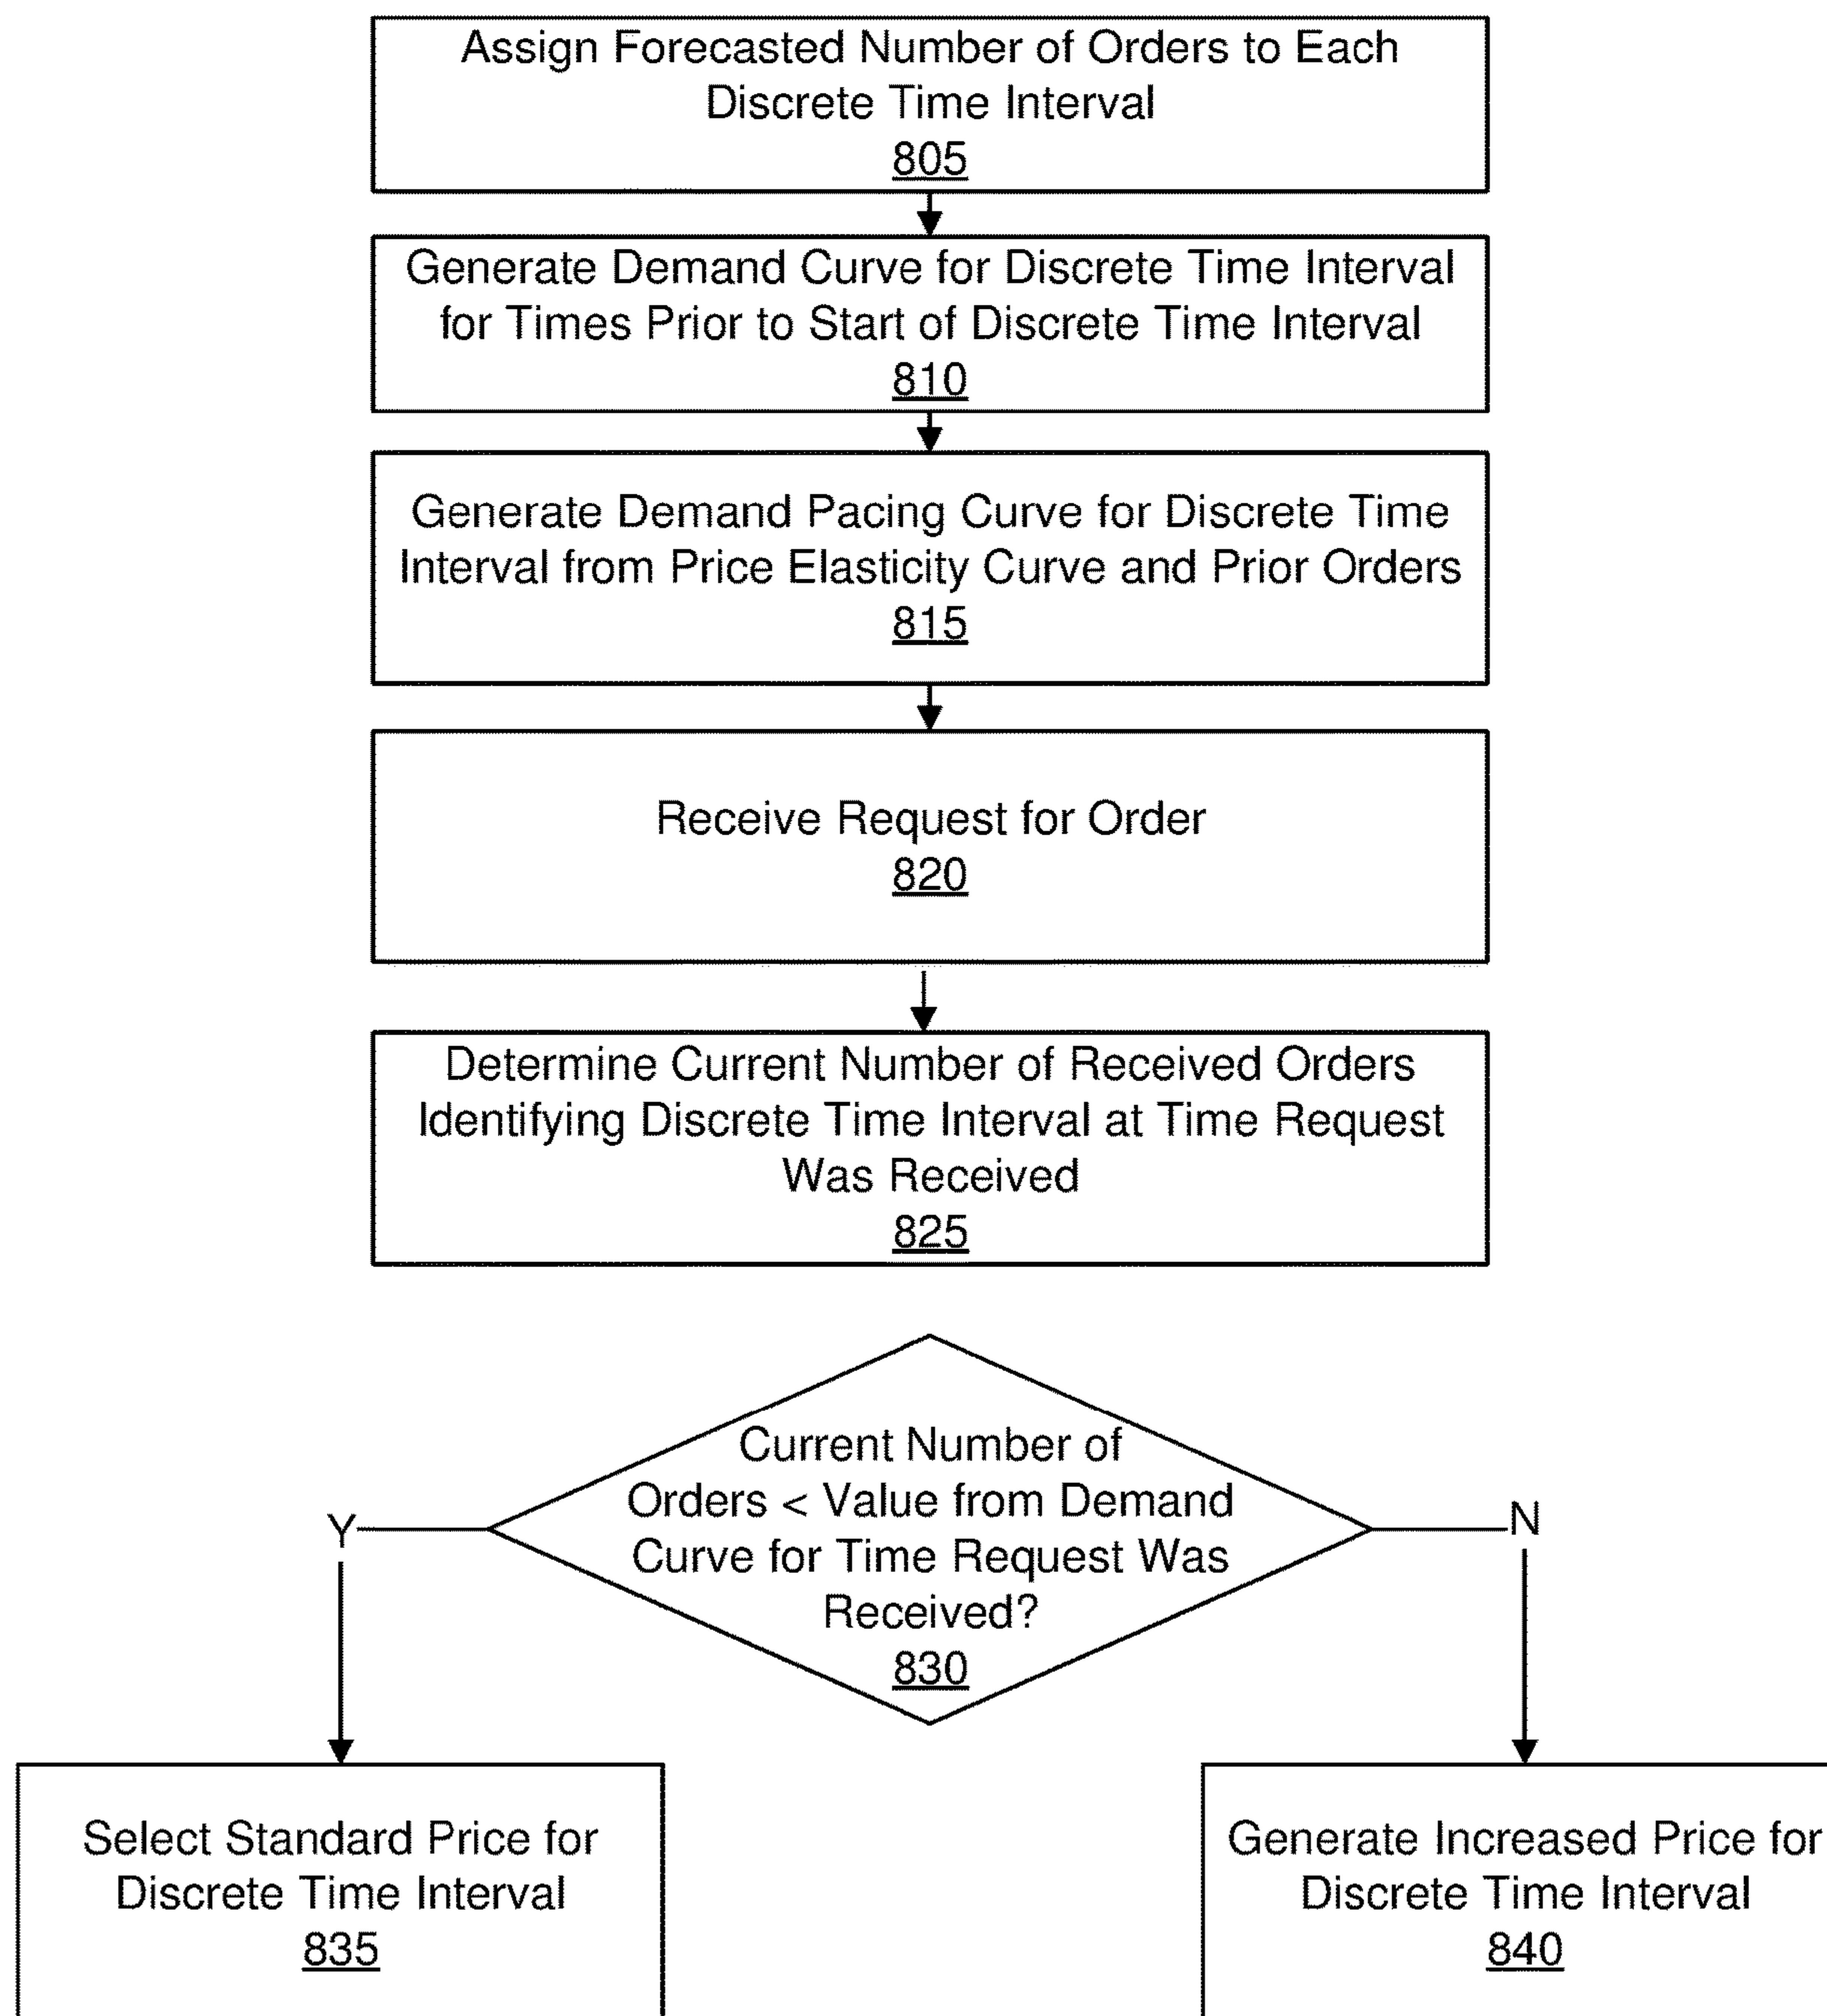 Assign Forecasted Number of Orders to Each
Discrete Time Interval
805
Generate Demand Curve for Discrete Time Interval
for Times Prior to Start of Discrete Time Interval
810
Generate Demand Pacing Curve for Discrete Time
Interval from Price Elasticity Curve and Prior Orders
815
Receive Request for Order
820
Determine Current Number of Received Orders
Identifying Discrete Time Interval at Time Request
Was Received
825
Current Number of
Orders < Value from Demand
Curve for Time Request Was
Received?
830
Y
N
Select Standard Price for
Discrete Time Interval
835
Generate Increased Price for
Discrete Time Interval
840